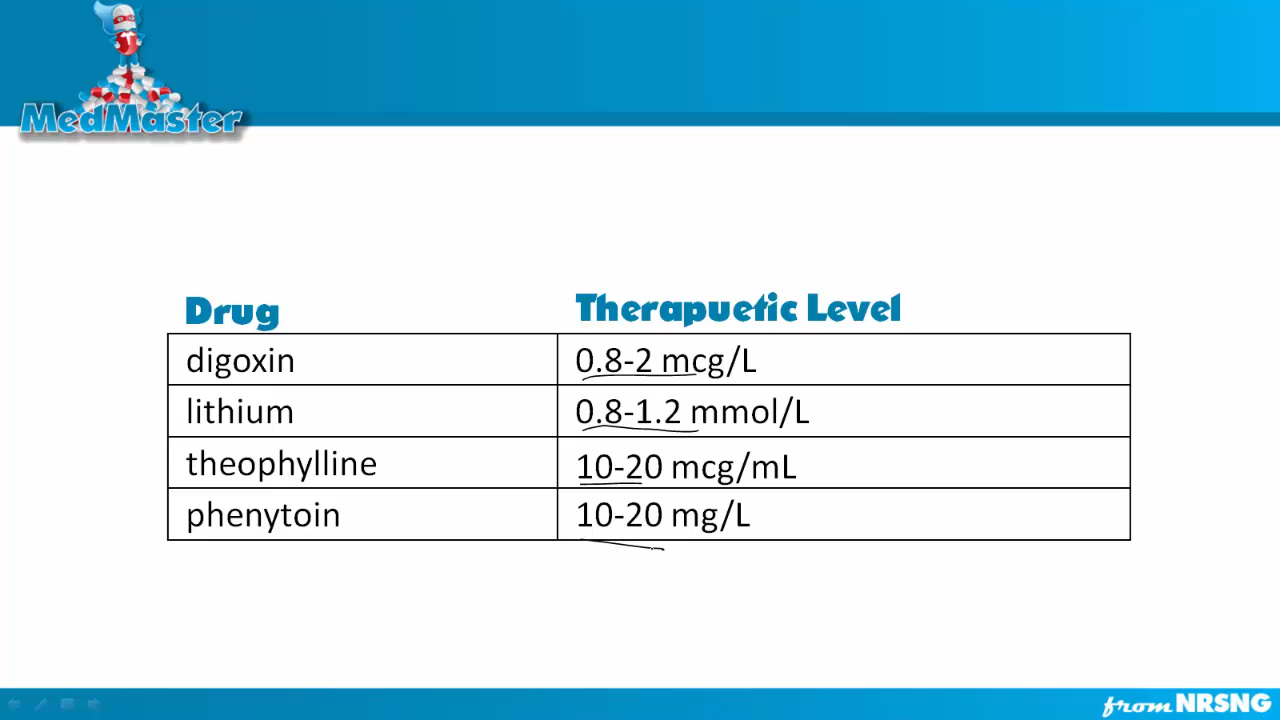 MedMaster
Drug Therapuetic Level
digoxin 0.8-2 mcg/L
lithium 0.8-1.2 mmol/L
theophylline 10-20 mcg/mL
phenytoin 10-20 mg/L
from NRSNG